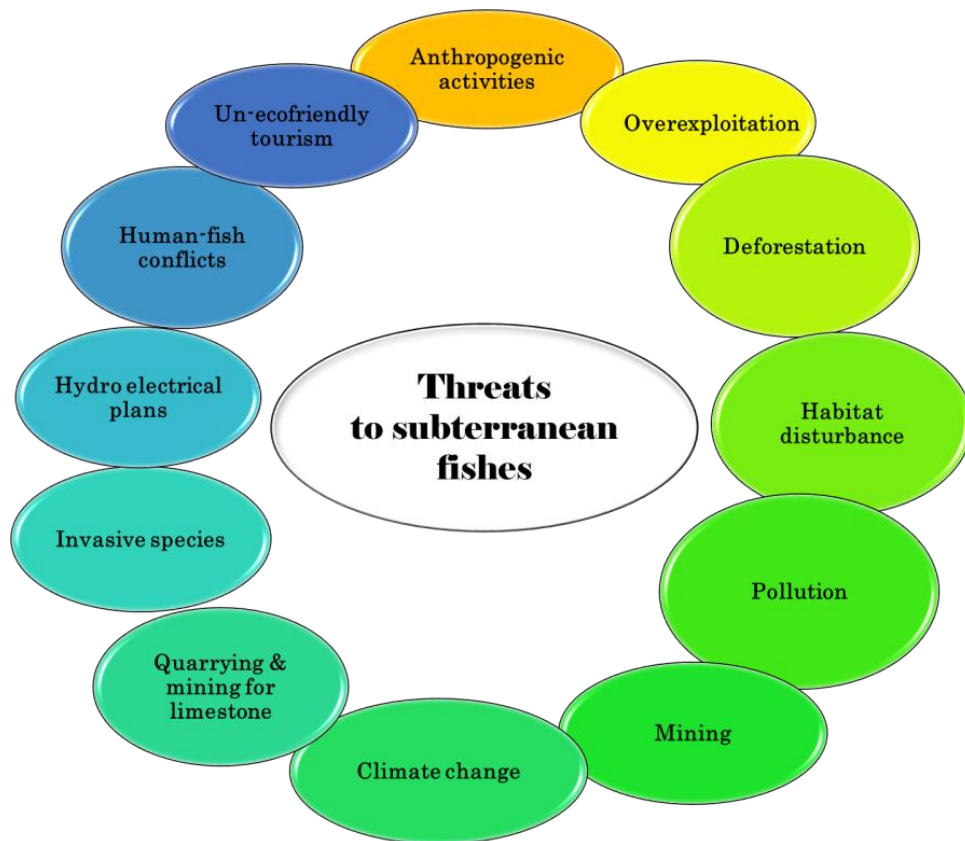 Anthropogenic
activities
Overexploitation
Deforestation
Habitat
disturbance
Pollution
Mining
Climate change
Quarrying &
mining for
limestone
Invasive species
Hydro electrical
plans
Human-fish
conflicts
Un-ecofriendly
tourism
Threats
to subterranean
fishes